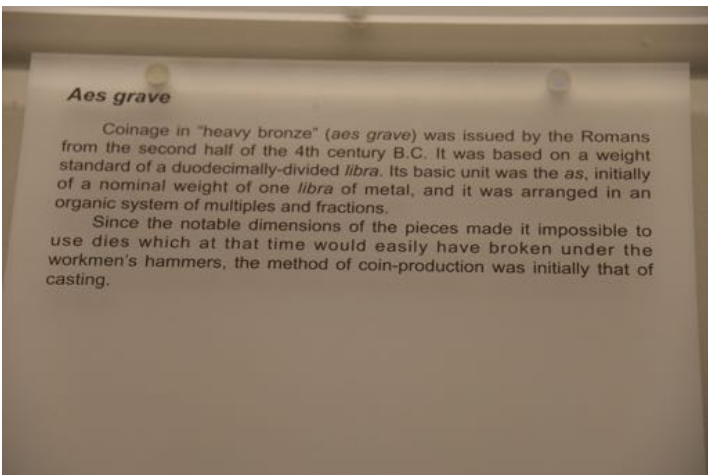 Aes grave
Coinage in "heavy bronze" (aes grave) was issued by the Romans
from the second half of the 4th century B.C. It was based on a weight
standard of a duodecimally-divided libra. Its basic unit was the as, initially
of a nominal weight of one libra of metal, and it was arranged in an
organic system of multiples and fractions.
Since the notable dimensions of the pieces made it impossible to
use dies which at that time would easily have broken under the
workmen's hammers, the method of coin-production was initially that of
casting.